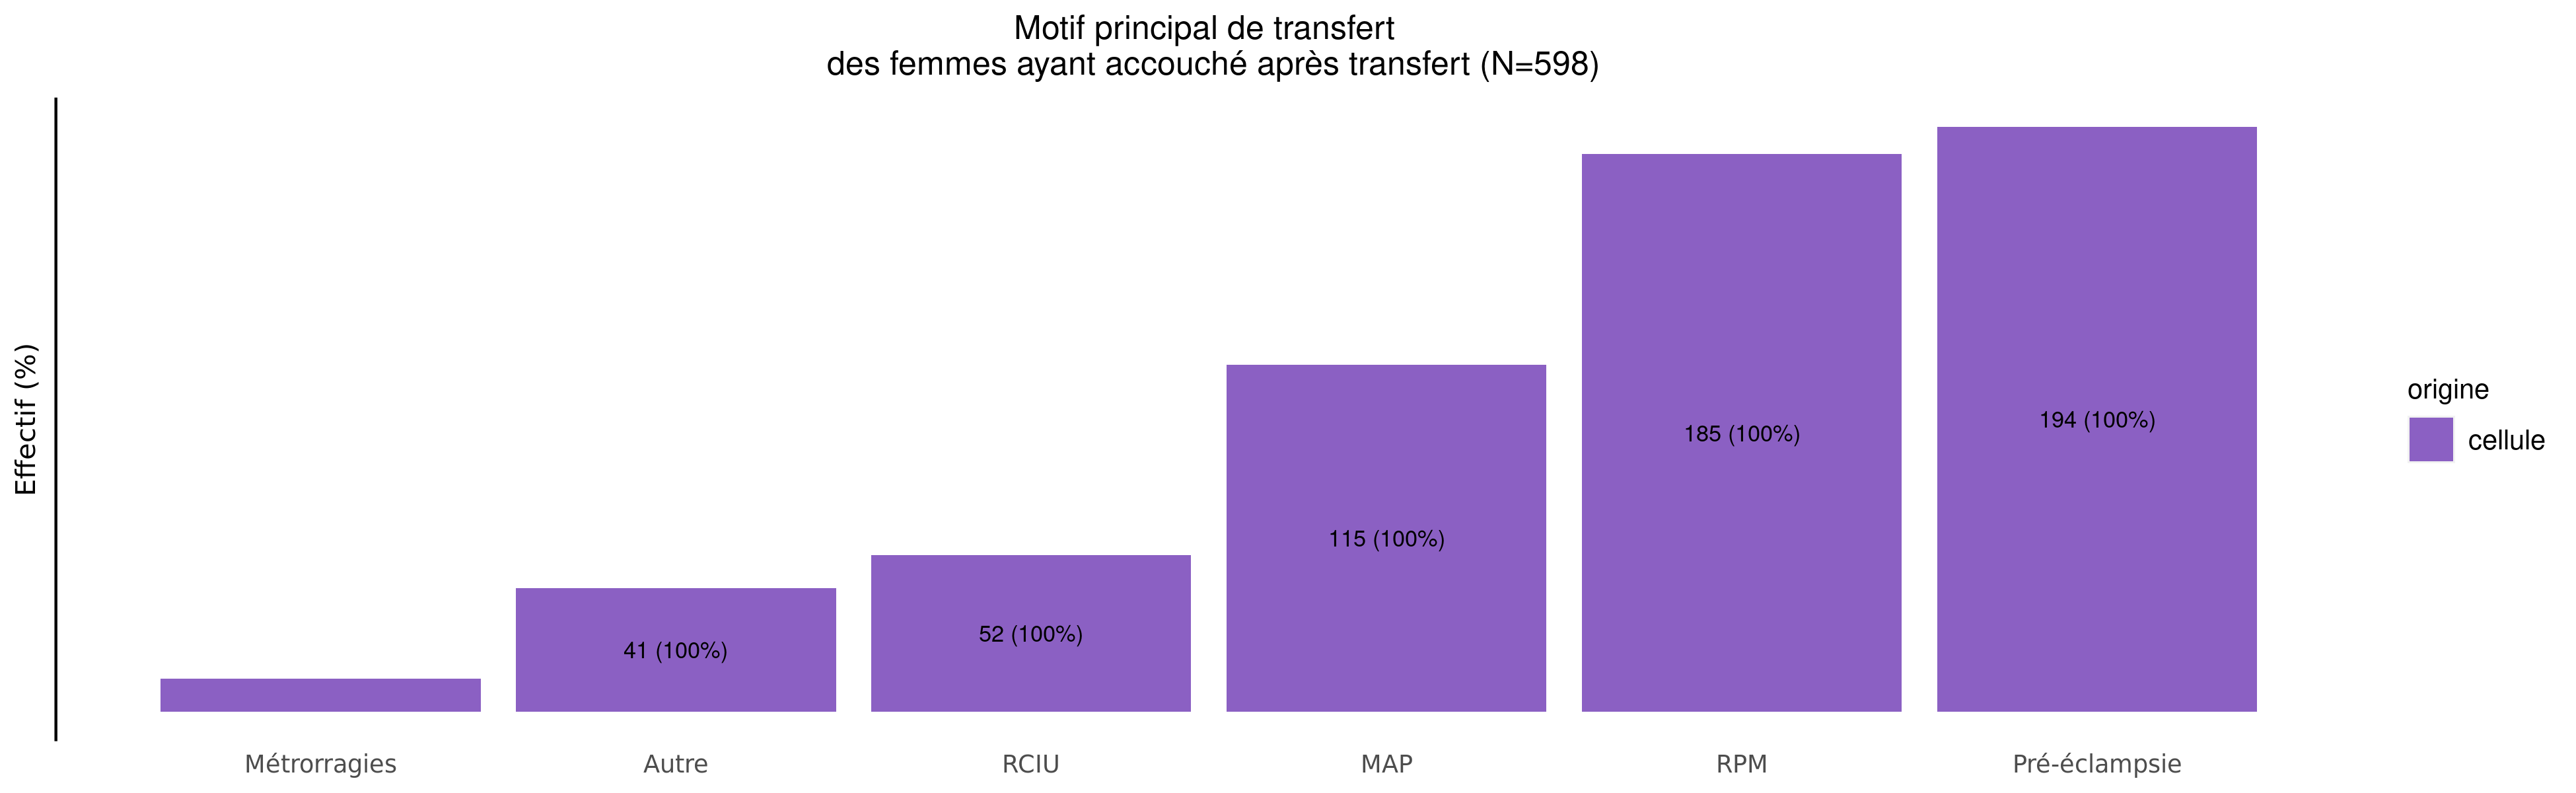 Motif principal de transfert
des femmes ayant accouché après transfert (N=598)
Effectif (%)
194 (100%)
185 (100%)
115 (100%)
52 (100%)
41 (100%)
origine
cellule
Métrorragies
Autre
RCIU
MAP
RPM
Pré-éclampsie